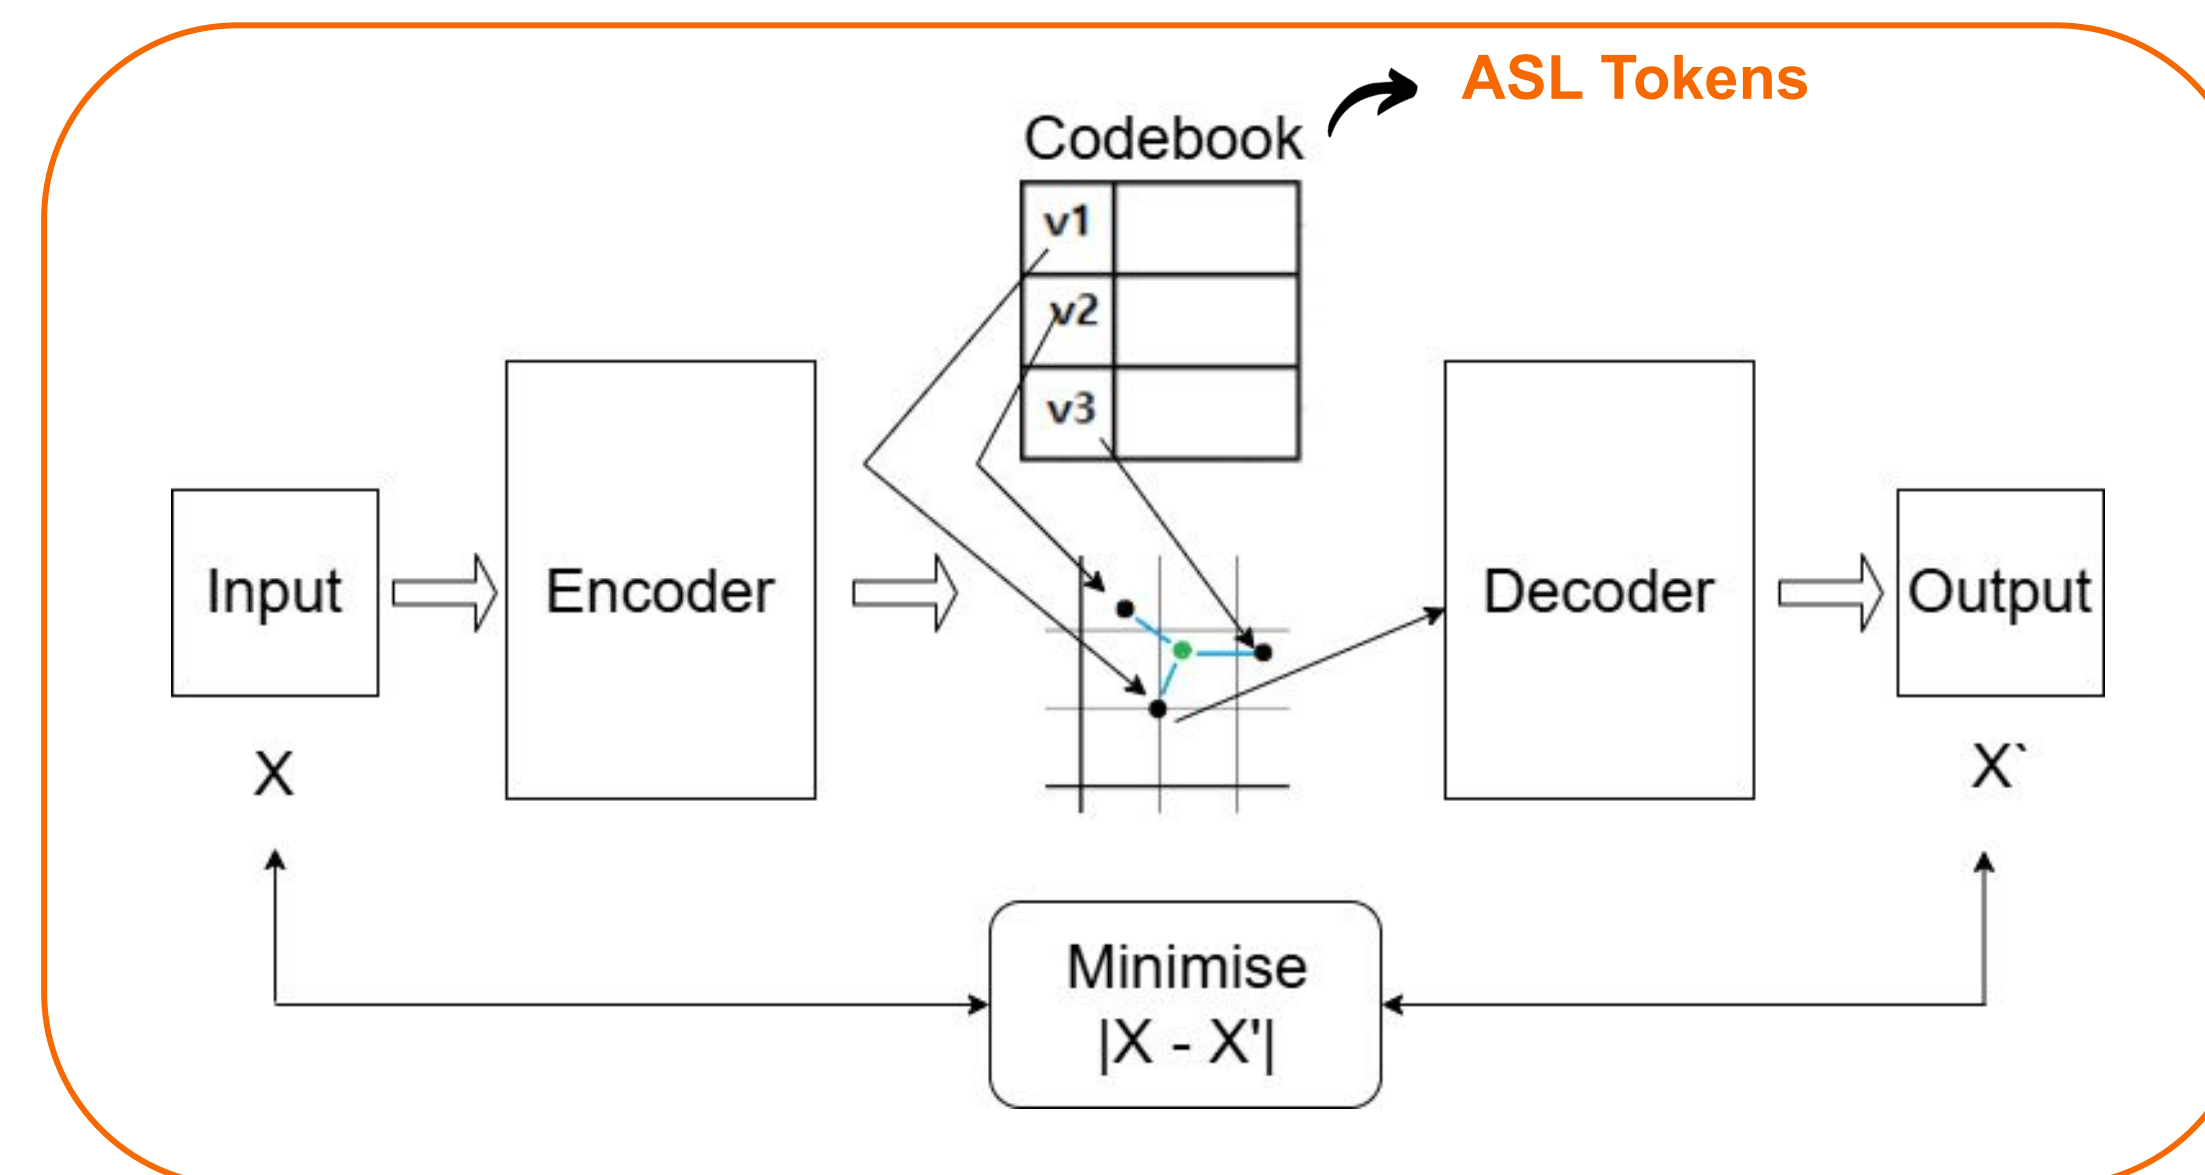 ASL Tokens
Codebook
v1
v2
v3
Input
Encoder
Decoder
Output
X
X`
Minimise
|X - X'|